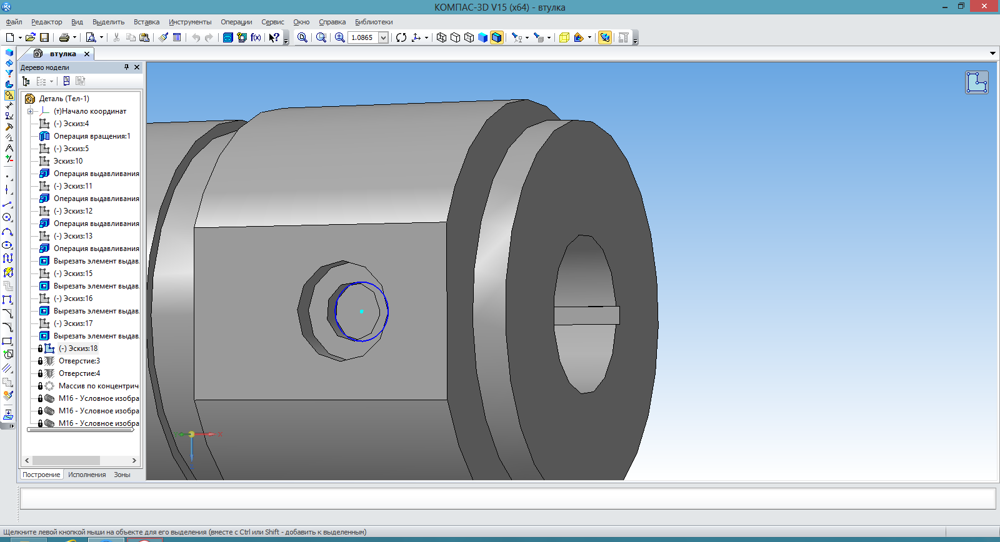 КОМПАС-3D V15 (x64) - втулка
Файл Редактор Вид Выделить Вставка Инструменты Операции Сервис Окно Справка Библиотеки
1.0865
f(x)
втулка
Дерево модели
Деталь (Тел-1)
(т)Начало координат
(-) Эскиз:4
Операция вращения:1
(-) Эскиз:5
Эскиз:10
Операция выдавливания
(-) Эскиз:11
Операция выдавливания
(-) Эскиз:12
Операция выдавливания
(-) Эскиз:13
Операция выдавливания
Вырезать элемент выдав
(-) Эскиз:15
Вырезать элемент выдав
(-) Эскиз:16
Вырезать элемент выдав
(-) Эскиз:17
Вырезать элемент выдав
(-) Эскиз:18
Отверстие:3
Отверстие:4
Массив по концентрич
М16 - Условное изобра
М16 - Условное изобра
М16 - Условное изобра
X
Построение Исполнения Зоны
Щелкните левой кнопкой мыши на объекте для его выделения (вместе с Ctrl или Shift - добавить к выделенным)